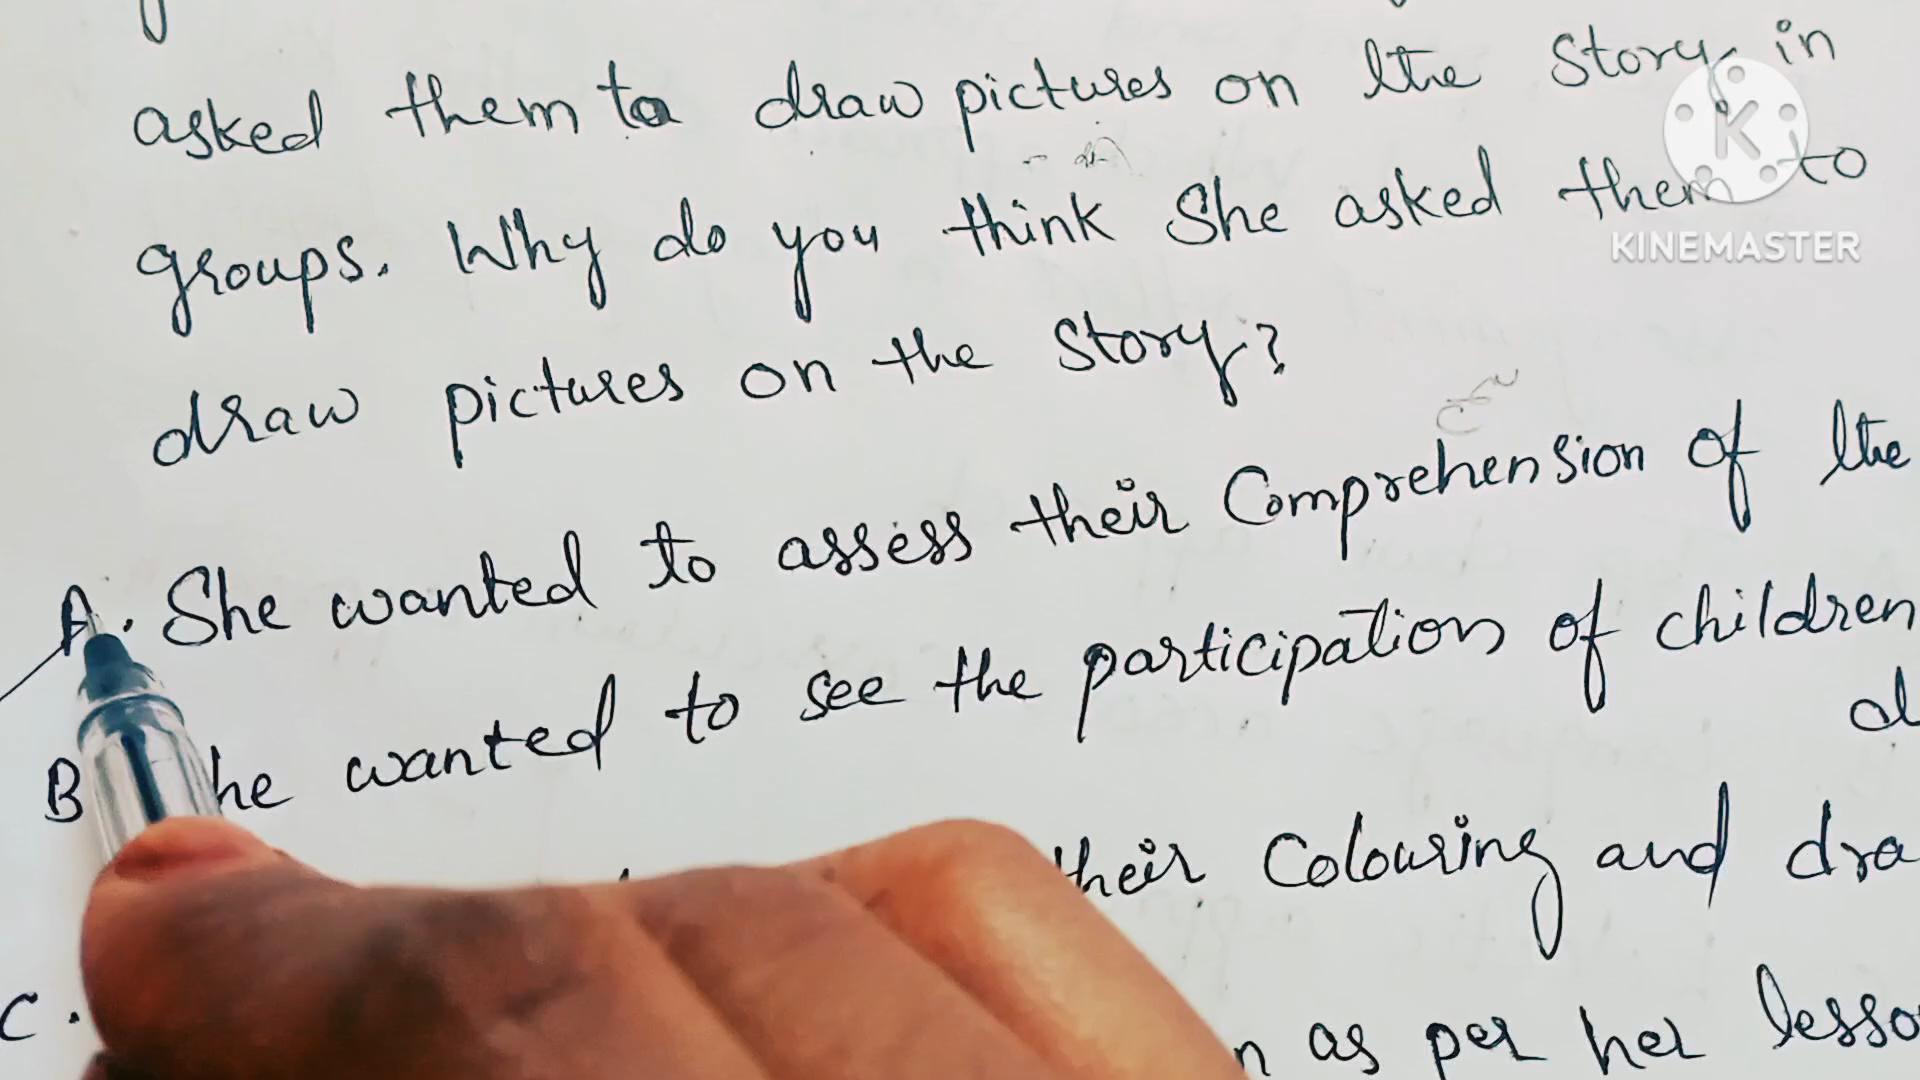 asked them to draw pictures on the story in
groups. Why do you think She asked them to
draw pictures on the story?
A. She wanted to assess their Comprehension of the
B he wanted to see the participation of children
their Colouring and dra
C. as per her lesso
K
KINEMASTER